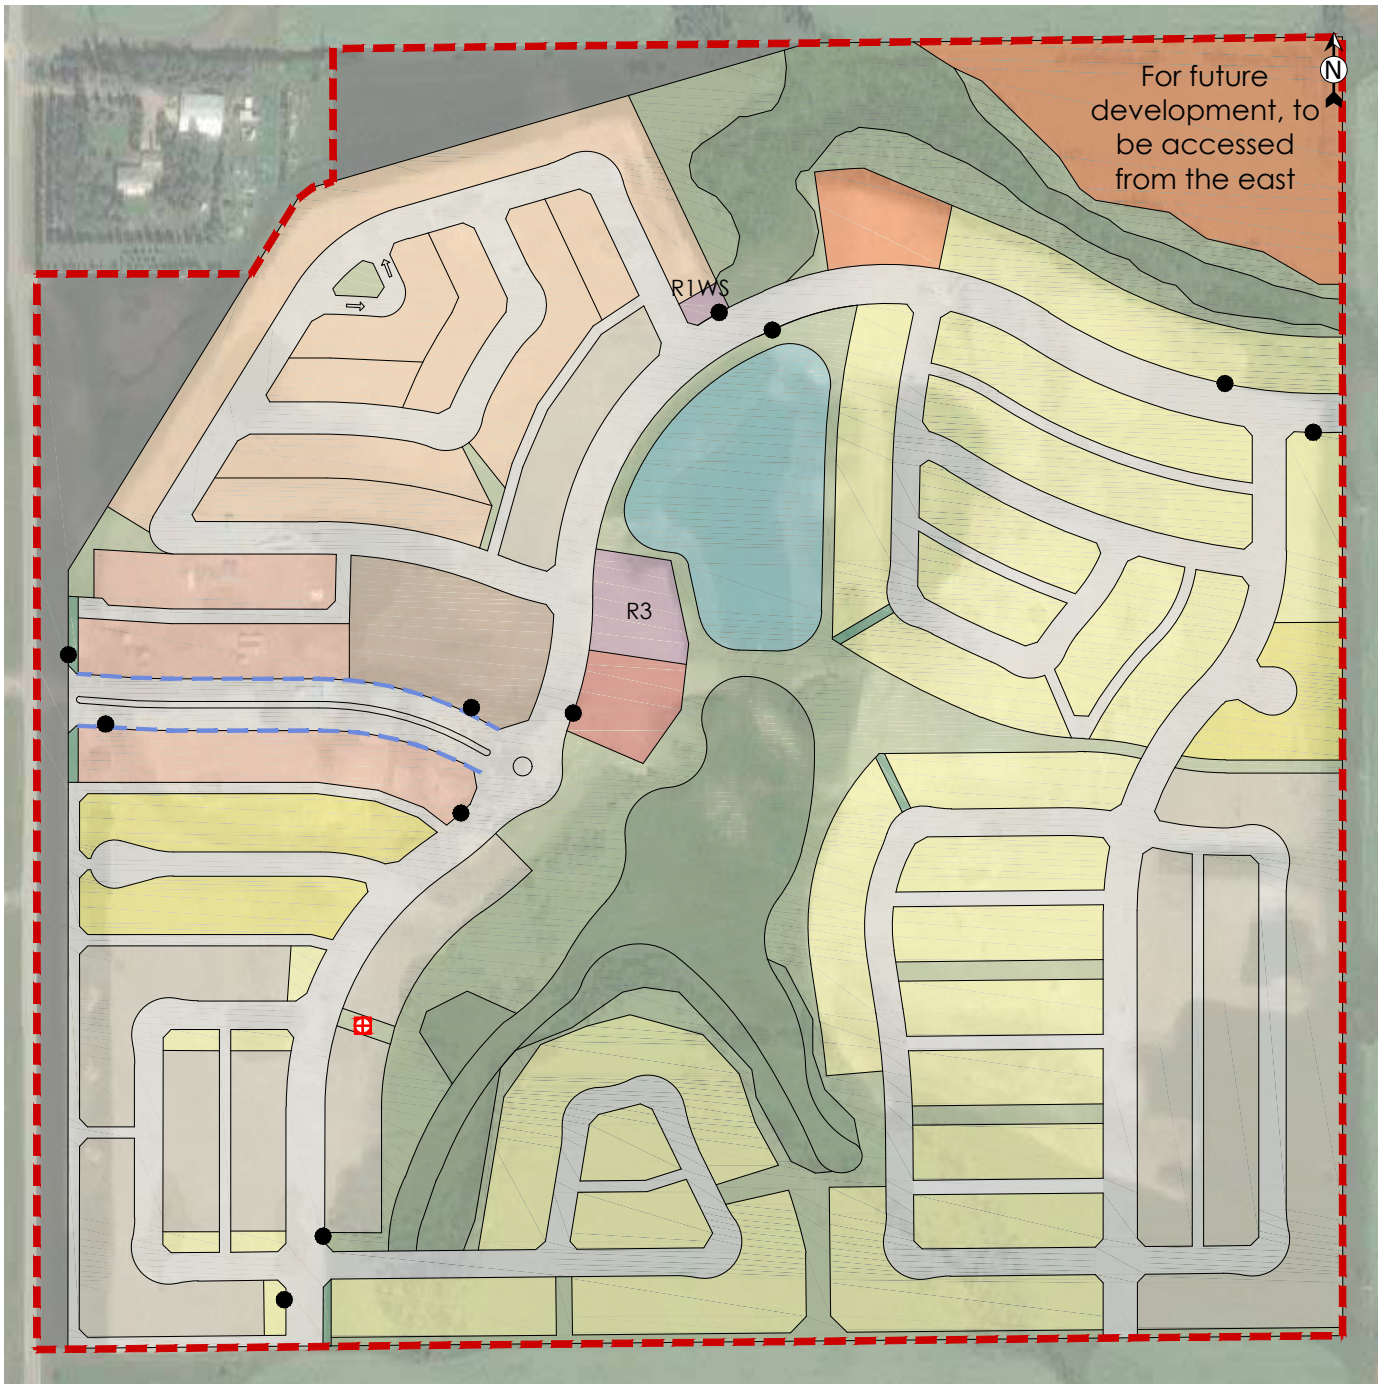 For future
development, to
be accessed
from the east
N
R1WS
R3